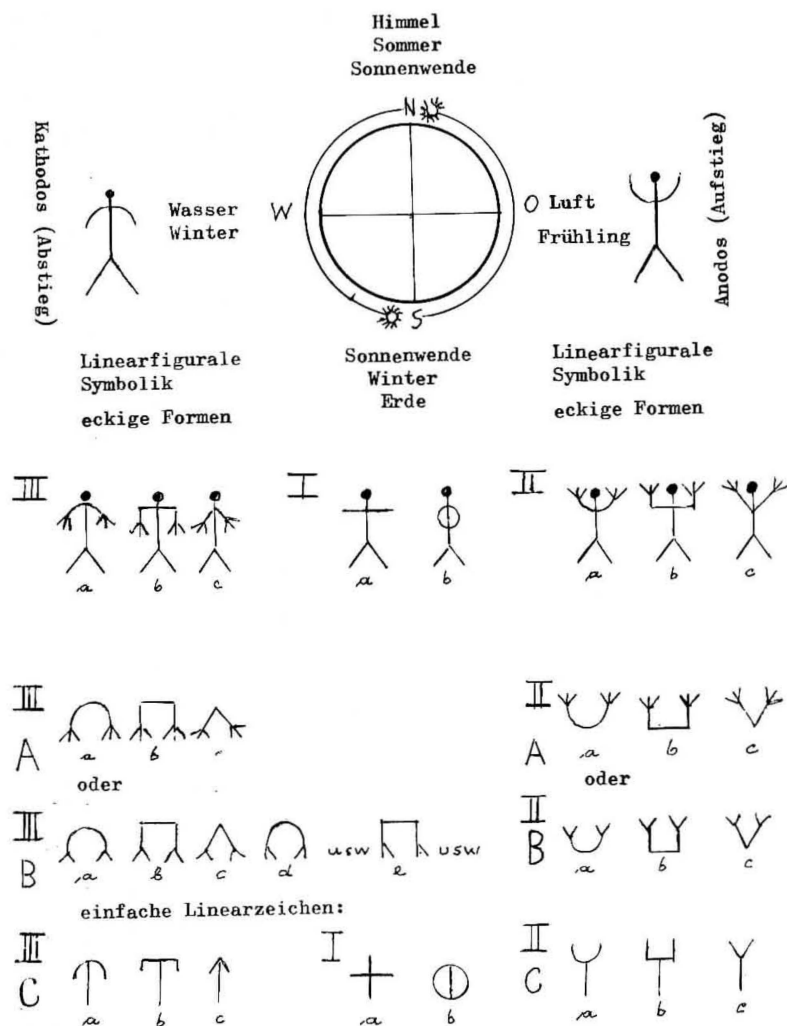 Himmel
Sommer
Sonnenwende
N
Kathodos (Abstieg)
Wasser
Winter
W
O Luft
Frühling
Anodos (Aufstieg)
S
Linearfigurale
Symbolik
eckige Formen
Sonnenwende
Winter
Erde
Linearfigurale
Symbolik
eckige Formen
III
a b c
I
a b
II
a b c
III
A
a b c
oder
II
A
a b c
oder
III
B
a b c d usw e usw
II
B
a b c
einfache Linearzeichen:
III
C
a b c
I
a b
II
C
a b c